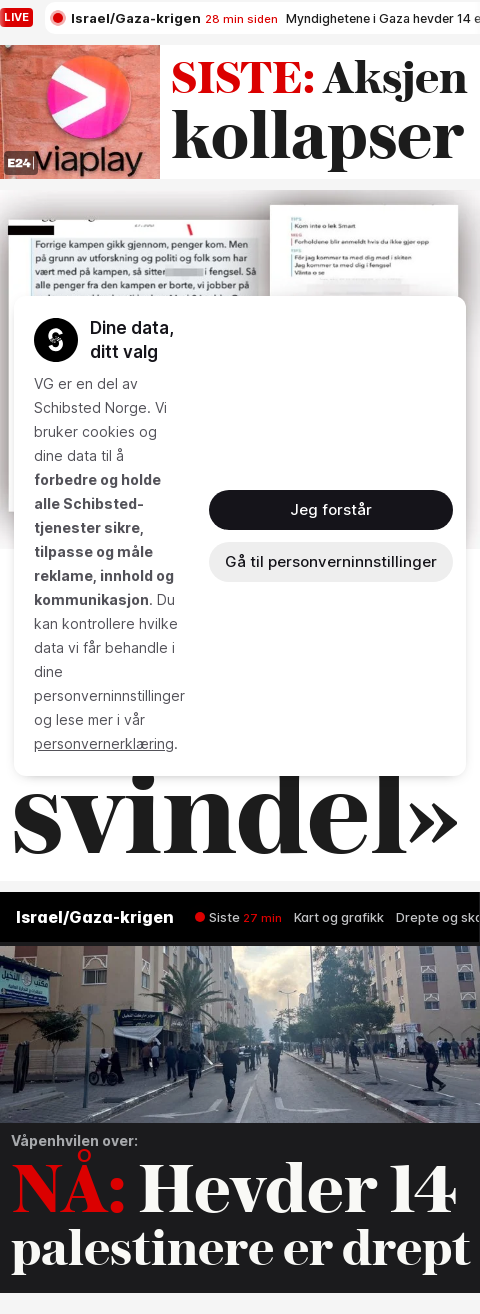 LIVE
Israel/Gaza-krigen 28 min siden Myndighetene i Gaza hevder 14 e
viaplay
E24
SISTE: Aksjen
kollapser
Forrige kampen gikk gjennom, penger kom. Men
på grunn av utforskning og politi og folk som har
vært med på kampen, så sitter i fengsel. Så
alle penger fra den kampen er borte, vi jobber på
Kom inte o lek Smart
Forholdene blir anmeldt hvis du ikke gjør opp
Får jag kommer ta med dig med i skiten
Jag kommer ta med dig i fengsel
Vänta o se
Dine data,
ditt valg
VG er en del av
Schibsted Norge. Vi
bruker cookies og
dine data til å
forbedre og holde
alle Schibsted-
tjenester sikre,
tilpasse og måle
reklame, innhold og
kommunikasjon. Du
kan kontrollere hvilke
data vi får behandle i
dine
personverninnstillinger
og lese mer i vår
personvernerklæring.
Jeg forstår
Gå til personverninnstillinger
svindel»
Israel/Gaza-krigen Siste 27 min Kart og grafikk Drepte og ska
Våpenhvilen over:
NÅ: Hevder 14
palestinere er drept